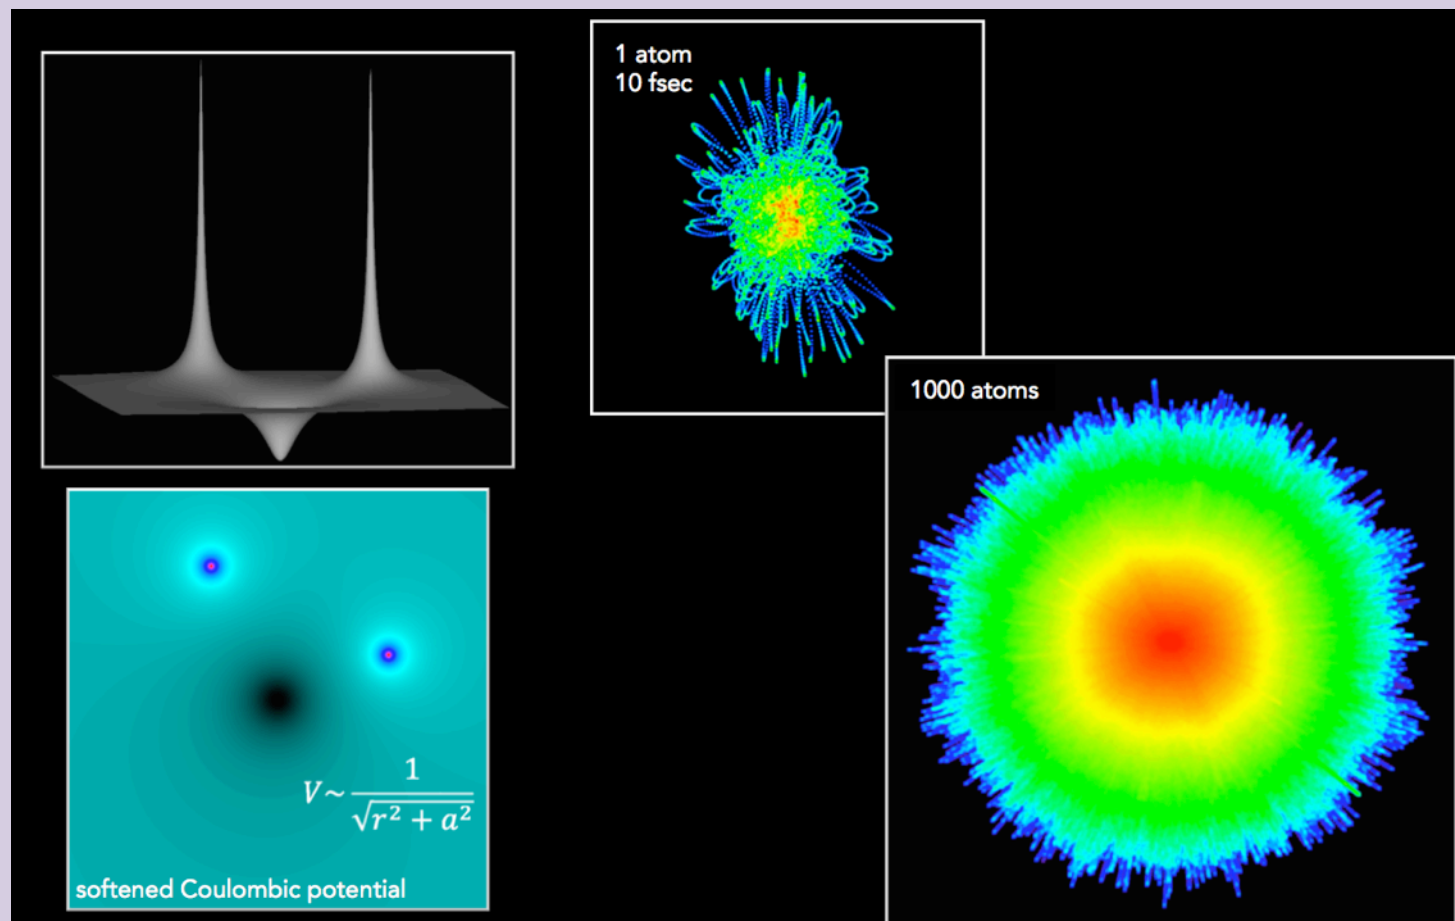 1 atom
10 fsec
1000 atoms
V~ 1/√(r² + a²)
softened Coulombic potential